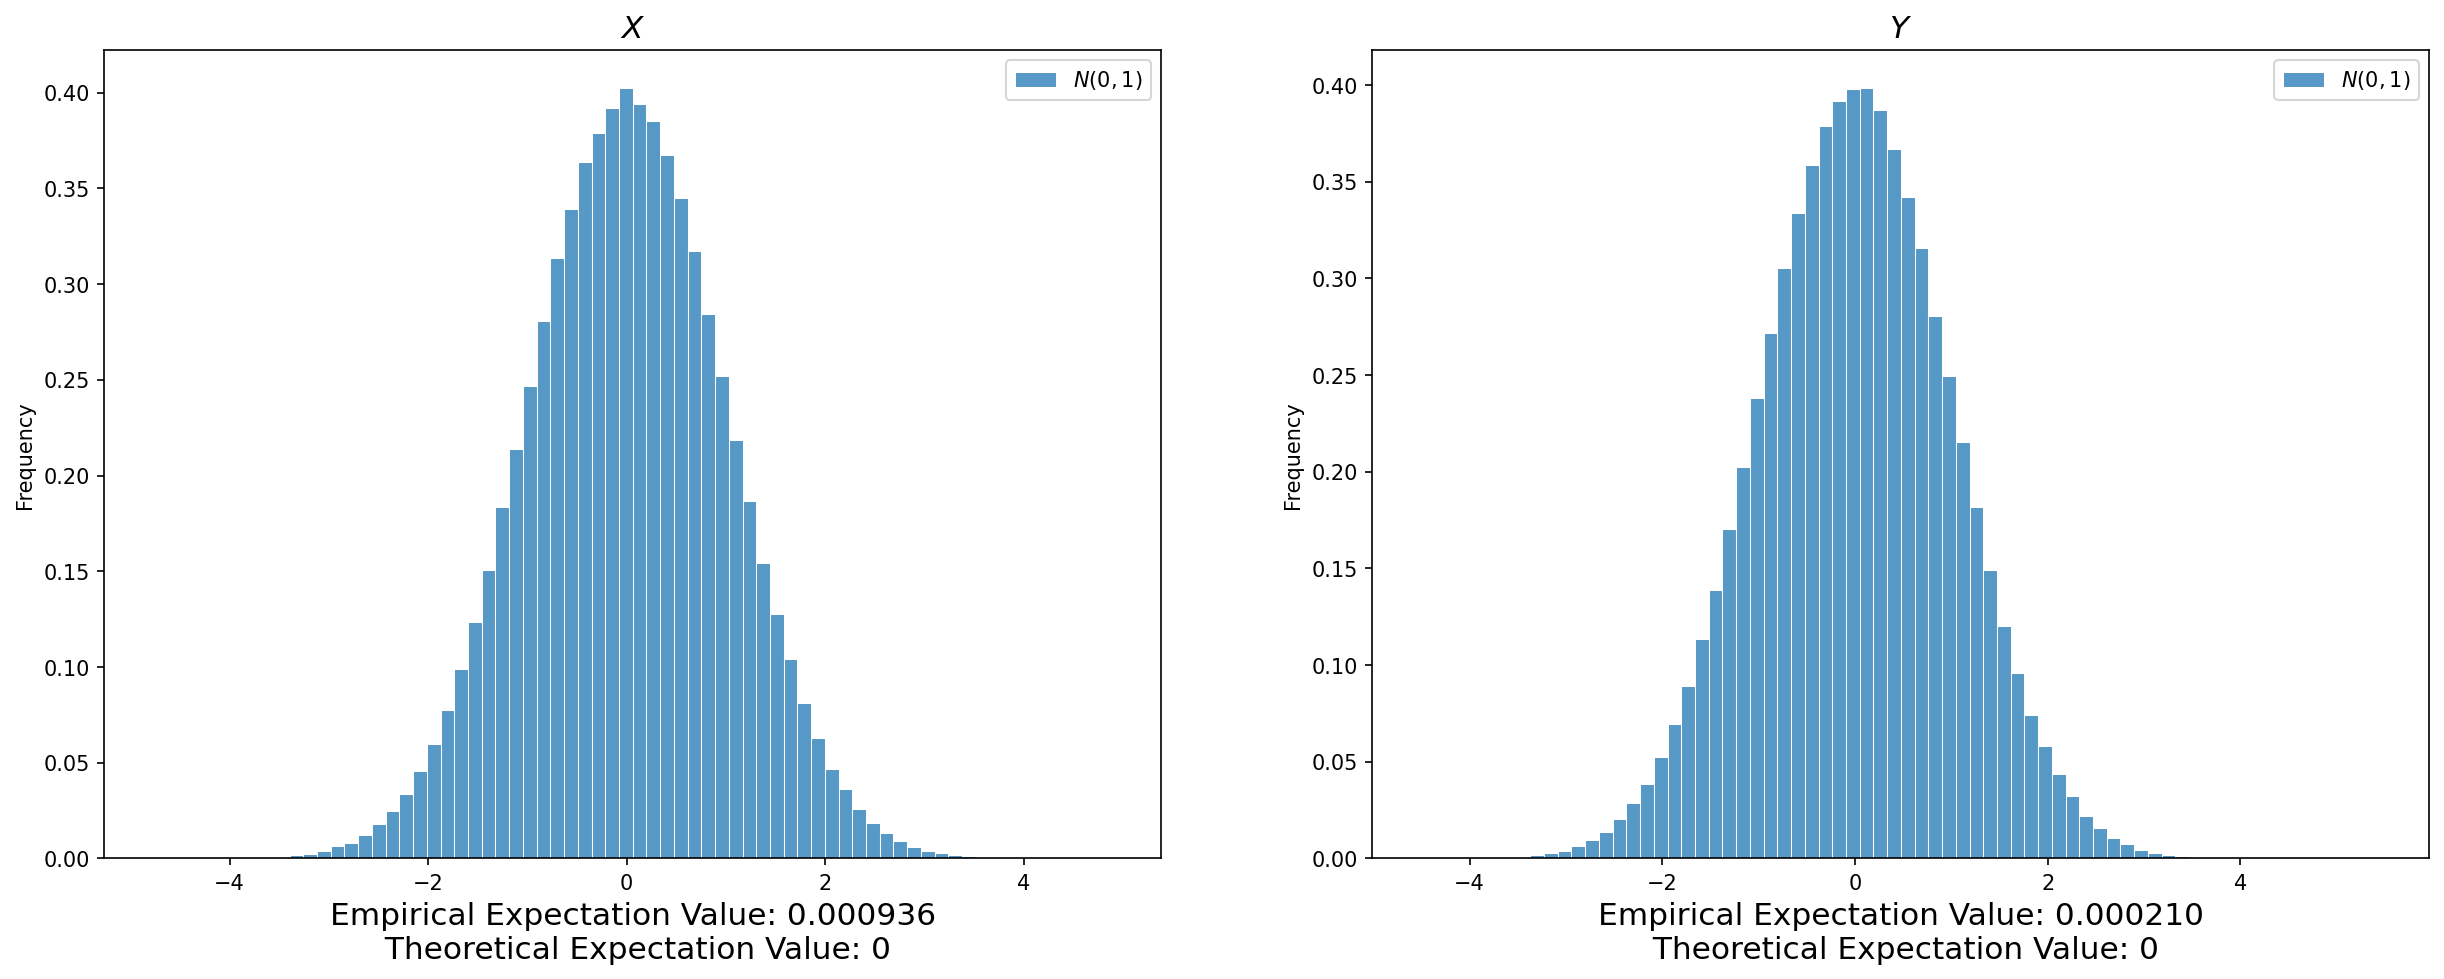 X
N(0, 1)
Frequency
0.40
0.35
0.30
0.25
0.20
0.15
0.10
0.05
0.00
−4 −2 0 2 4
Empirical Expectation Value: 0.000936
Theoretical Expectation Value: 0
Y
N(0, 1)
Frequency
0.40
0.35
0.30
0.25
0.20
0.15
0.10
0.05
0.00
−4 −2 0 2 4
Empirical Expectation Value: 0.000210
Theoretical Expectation Value: 0